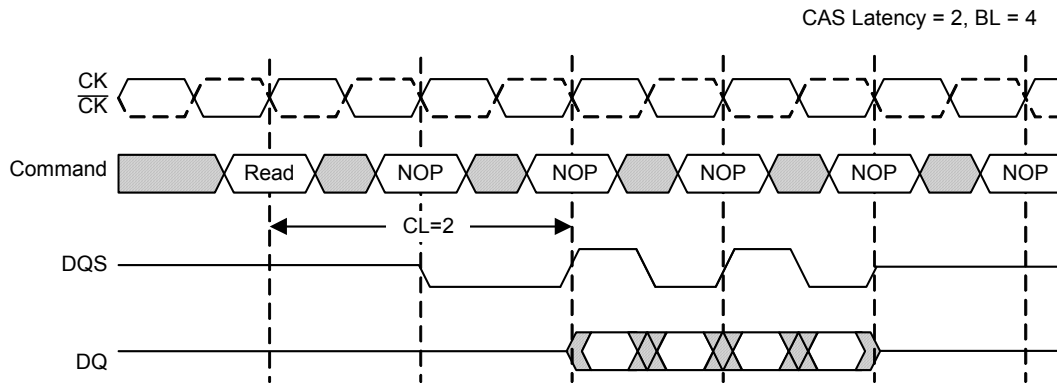 CAS Latency = 2, BL = 4
CK
CK
Command
Read
NOP
NOP
NOP
NOP
NOP
CL=2
DQS
DQ